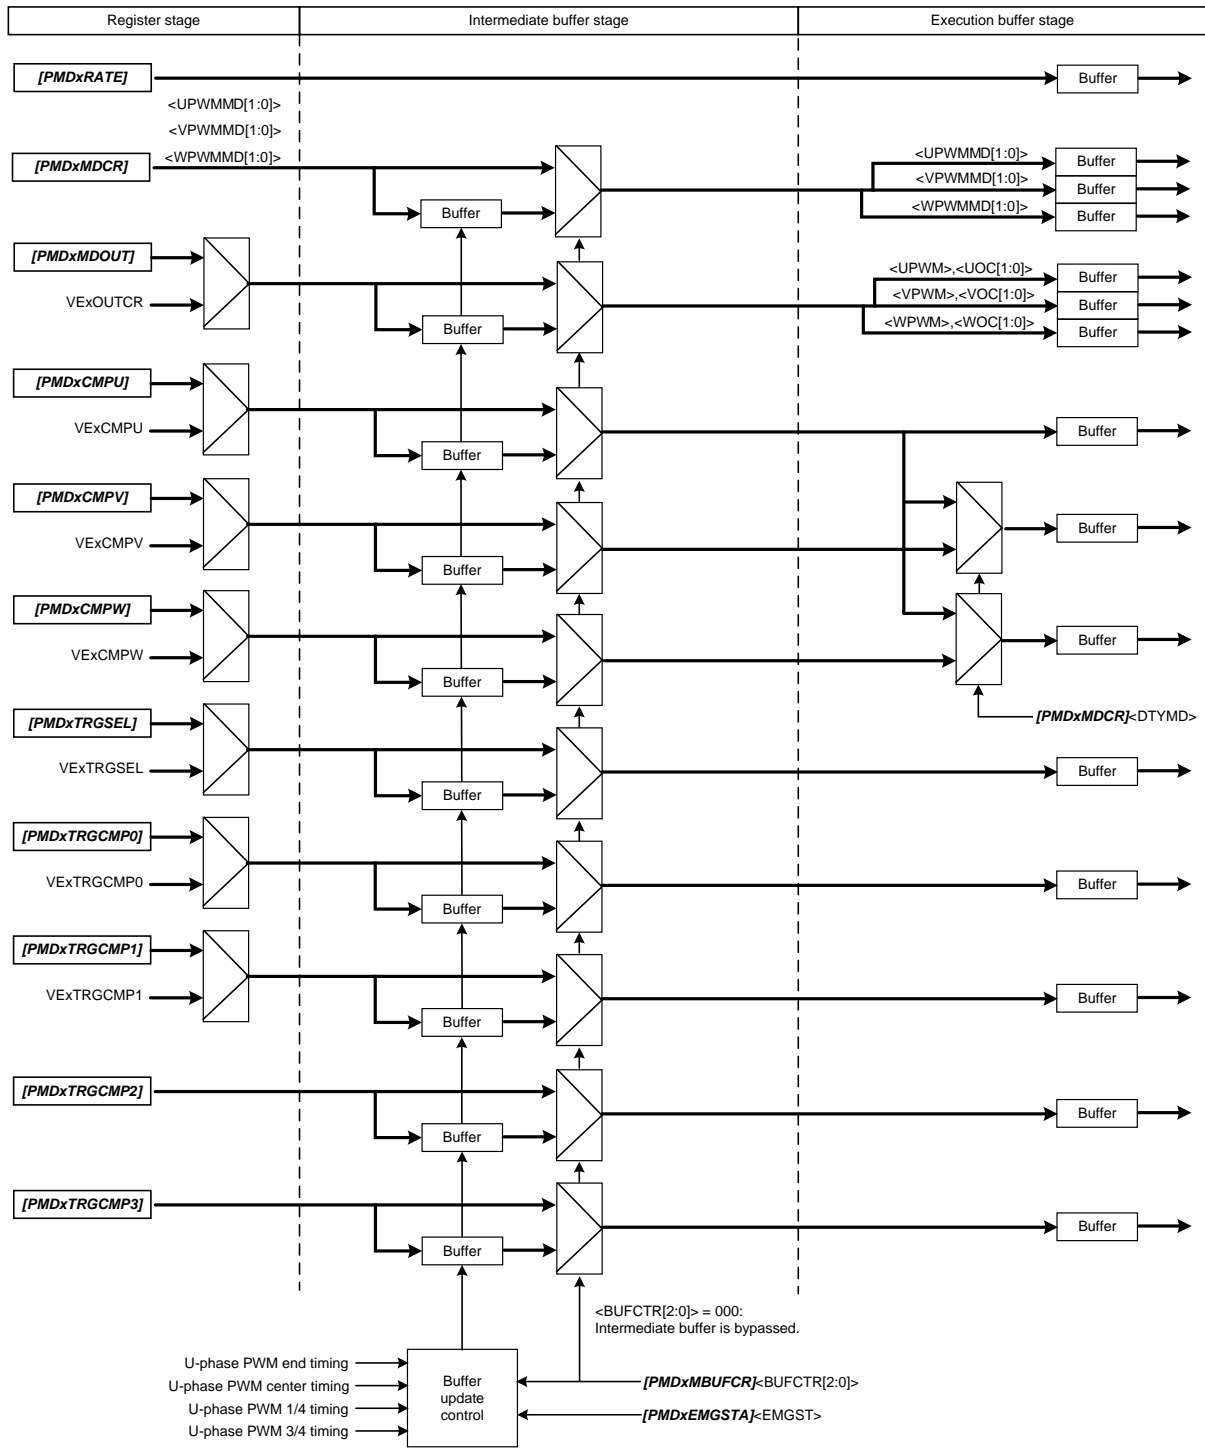 Register stage
Intermediate buffer stage
Execution buffer stage
[PMDxRATE]
Buffer
<UPWMMD[1:0]>
<VPWMMD[1:0]>
[PMDxMDCR]
<WPWMMD[1:0]>
Buffer
<UPWMMD[1:0]>
Buffer
<VPWMMD[1:0]>
Buffer
<WPWMMD[1:0]>
Buffer
[PMDxMDOUT]
VExOUTCR
Buffer
<UPWM>,<UOC[1:0]>
Buffer
<VPWM>,<VOC[1:0]>
Buffer
<WPWM>,<WOC[1:0]>
Buffer
[PMDxCMPU]
VExCMPU
Buffer
Buffer
[PMDxCMPV]
VExCMPV
Buffer
Buffer
[PMDxCMPW]
VExCMPW
Buffer
Buffer
[PMDxMDCR]<DTYMD>
[PMDxTRGSEL]
VExTRGSEL
Buffer
Buffer
[PMDxTRGCMP0]
VExTRGCMP0
Buffer
Buffer
[PMDxTRGCMP1]
VExTRGCMP1
Buffer
Buffer
[PMDxTRGCMP2]
Buffer
Buffer
[PMDxTRGCMP3]
Buffer
Buffer
<BUFCTR[2:0]> = 000:
Intermediate buffer is bypassed.
U-phase PWM end timing
U-phase PWM center timing
U-phase PWM 1/4 timing
U-phase PWM 3/4 timing
Buffer
update
control
[PMDxMBUFCR]<BUFCTR[2:0]>
[PMDxEMGSTA]<EMGST>